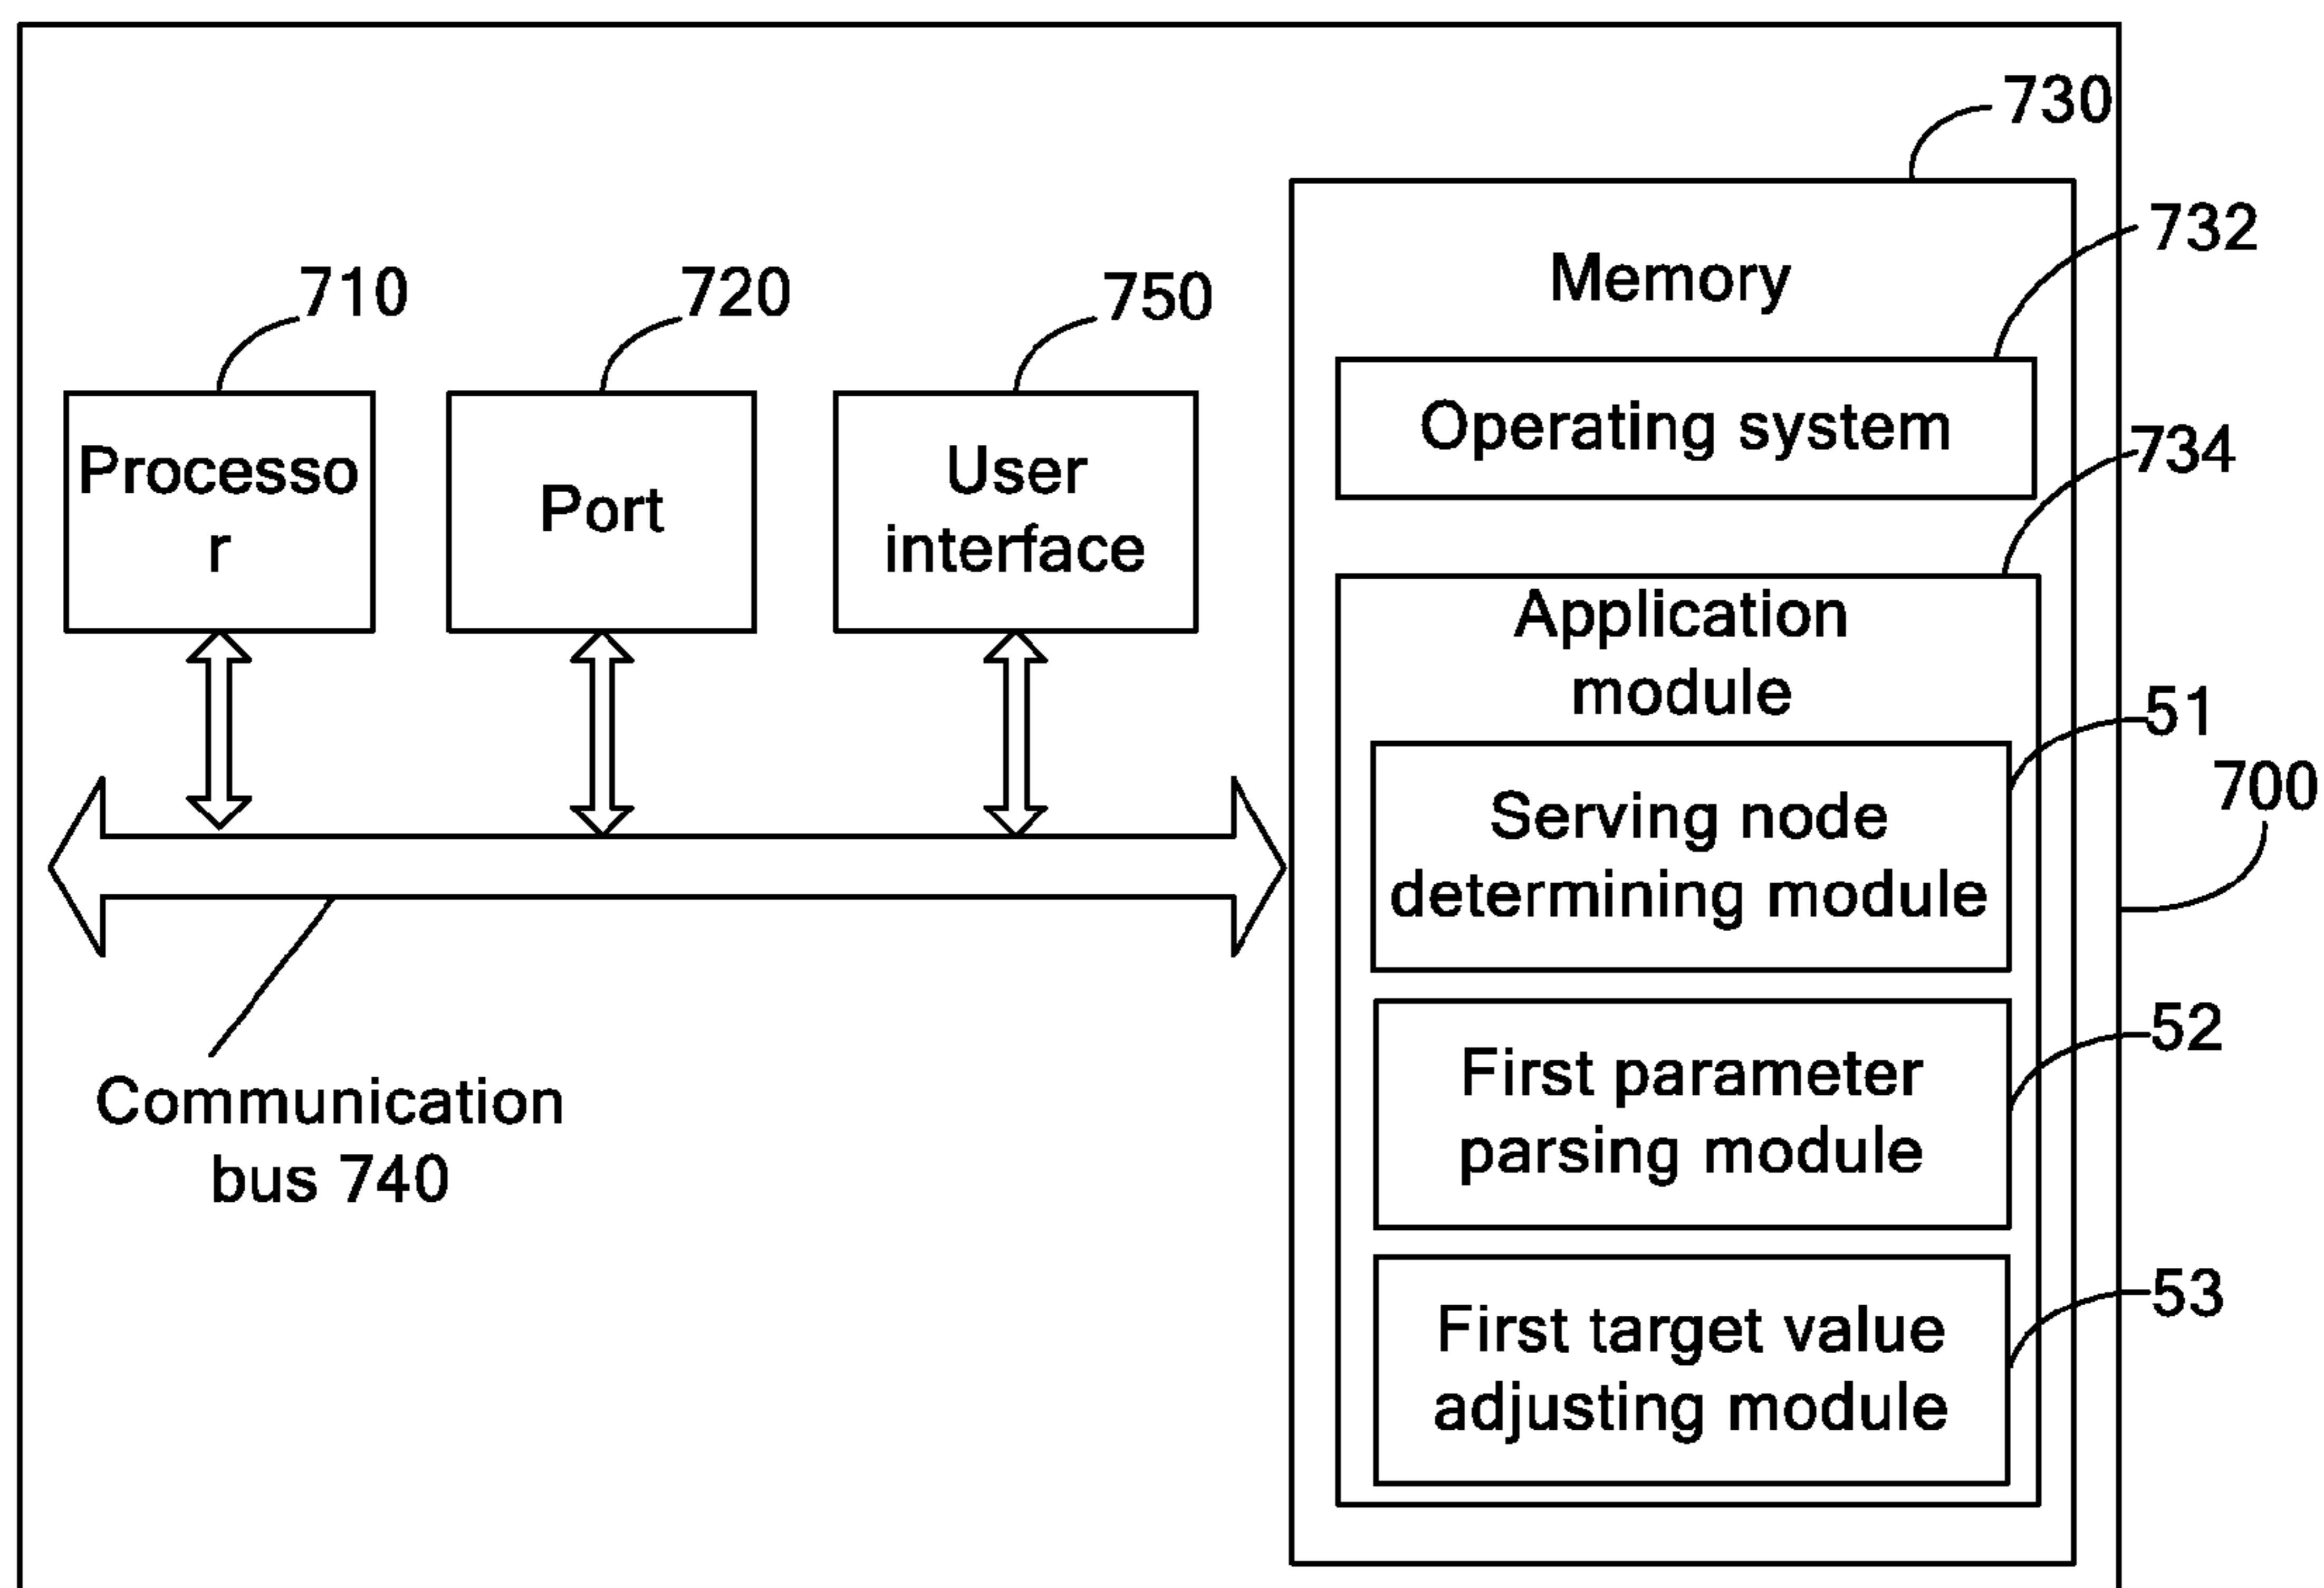 730
732
Memory
710
720
750
Operating system
734
Processo
r
Port
User
interface
Application
module
51
700
Serving node
determining module
52
First parameter
parsing module
Communication
bus 740
53
First target value
adjusting module